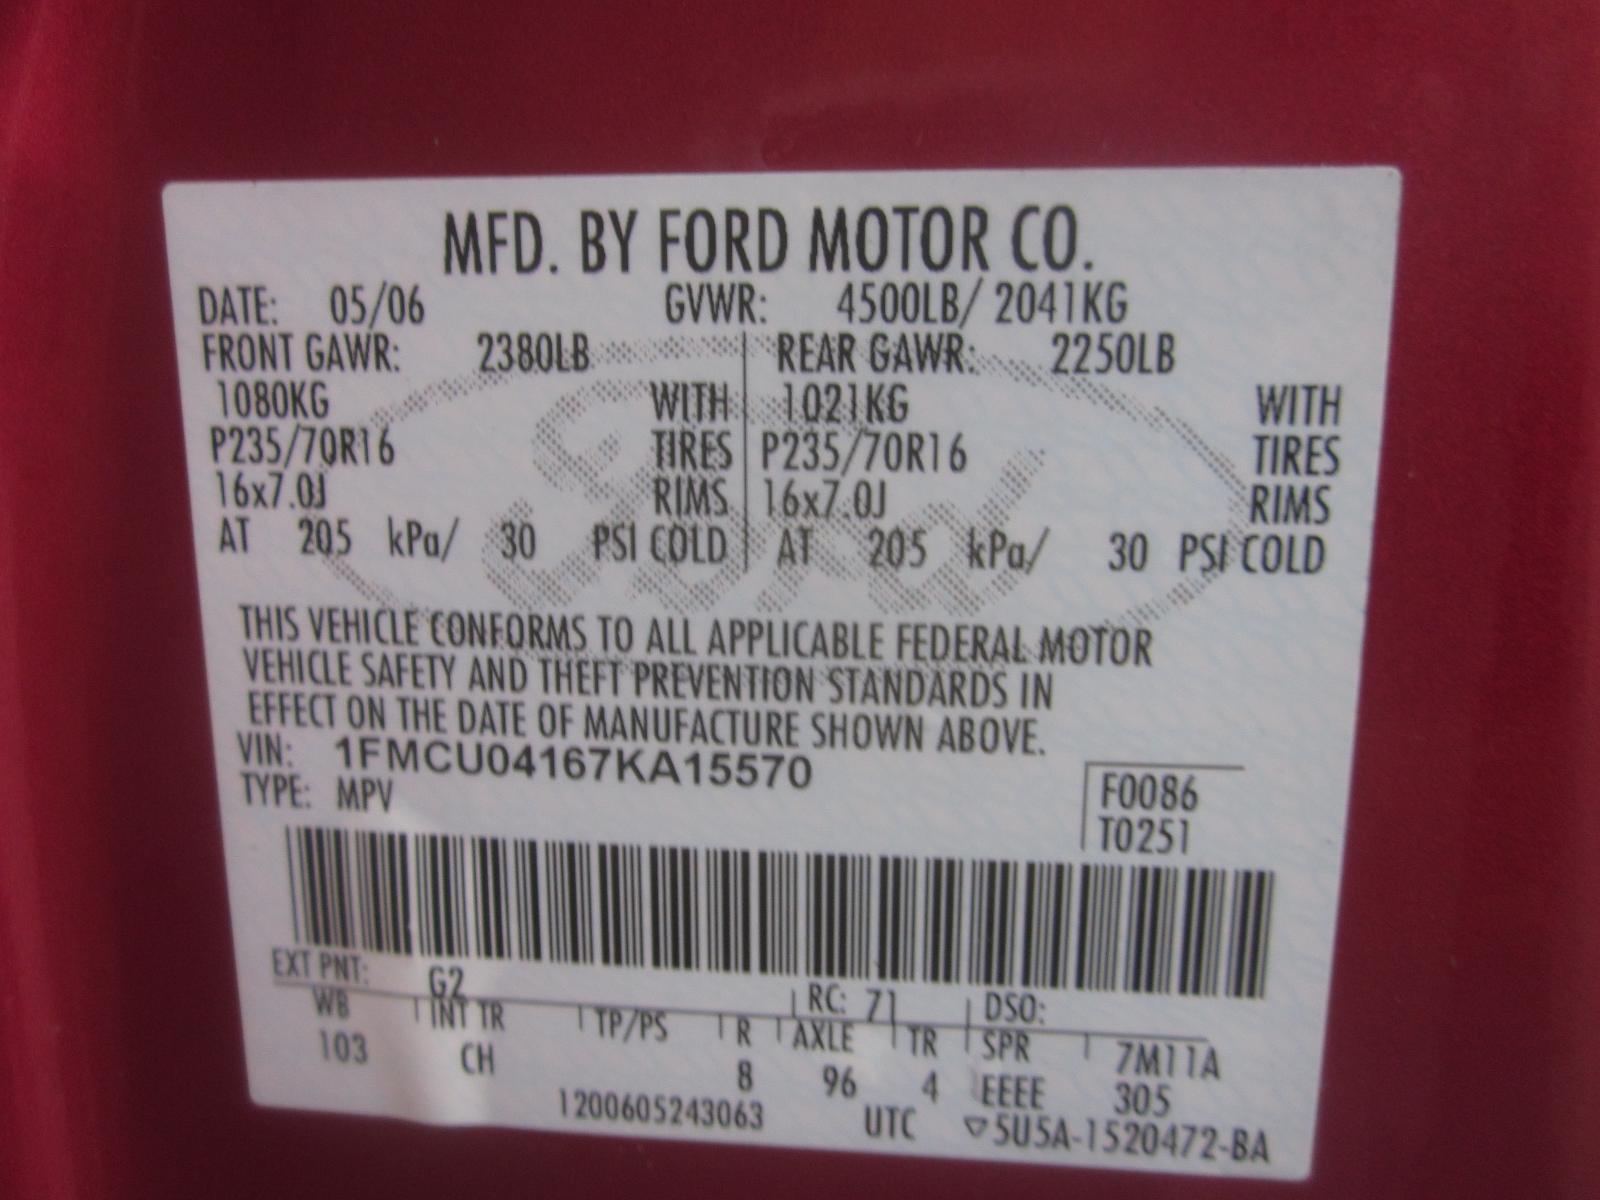 MFD. BY FORD MOTOR CO.
DATE: 05/06 GVWR: 4500LB/ 2041KG
FRONT GAWR: 2380LB REAR GAWR: 2250LB
1080KG WITH 1021KG WITH
P235/70R16 TIRES P235/70R16 TIRES
16x7.0J RIMS 16x7.0J RIMS
AT 205 kPa/ 30 PSI COLD AT 205 kPa/ 30 PSI COLD
Ford
THIS VEHICLE CONFORMS TO ALL APPLICABLE FEDERAL MOTOR
VEHICLE SAFETY AND THEFT PREVENTION STANDARDS IN
EFFECT ON THE DATE OF MANUFACTURE SHOWN ABOVE.
VIN: 1FMCU04167KA15570
TYPE: MPV
F0086
T0251
EXT PNT: G2 RC: 71 DSO:
WB INT TR TP/PS R AXLE TR SPR 7M11A
103 CH 8 96 4 EEEE 305
1200605243063 UTC ▽5U5A-1520472-BA